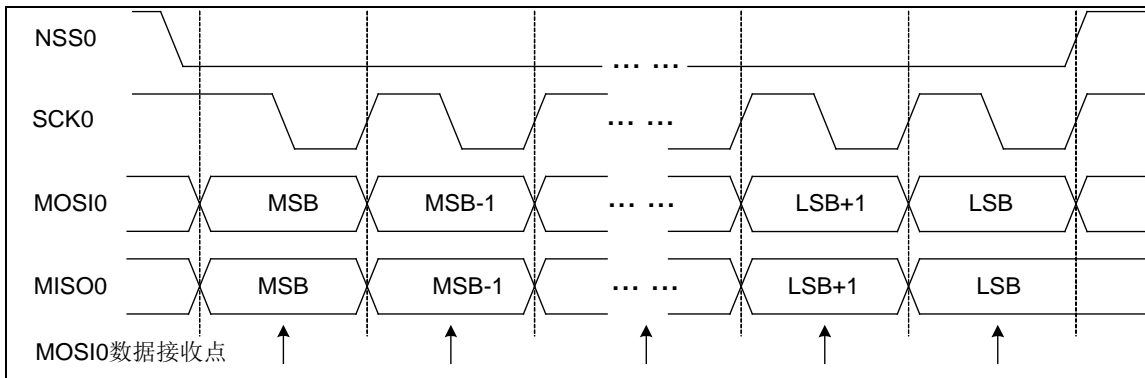 NSS0
... ...
SCK0
... ...
MOSI0 MSB MSB-1 ... ... LSB+1 LSB
MISO0 MSB MSB-1 ... ... LSB+1 LSB
MOSI0数据接收点